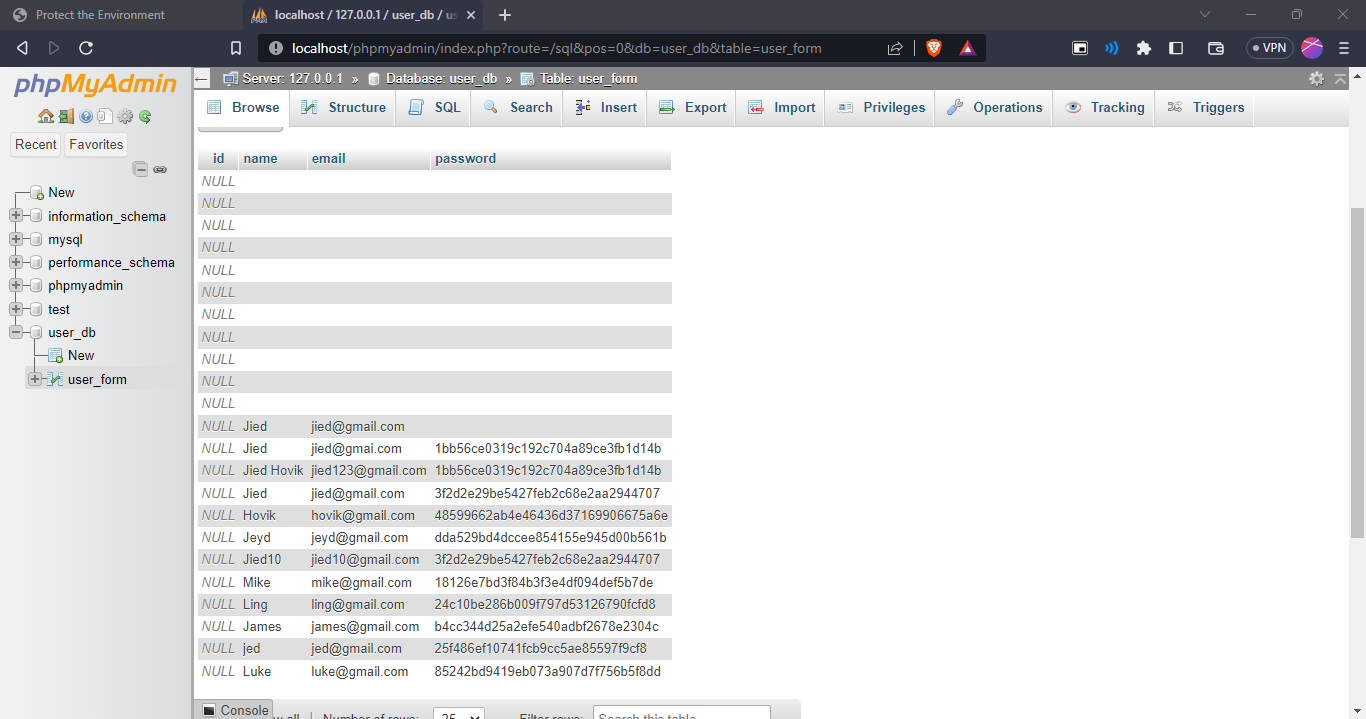 Protect the Environment
localhost / 127.0.0.1 / user_db / us
localhost/phpmyadmin/index.php?route=/sql&pos=0&db=user_db&table=user_form
VPN
phpMyAdmin
Recent Favorites
New
information_schema
mysql
performance_schema
phpmyadmin
test
user_db
New
user_form
Server: 127.0.0.1 » Database: user_db » Table: user_form
Browse Structure SQL Search Insert Export Import Privileges Operations Tracking Triggers
id name email password
NULL
NULL
NULL
NULL
NULL
NULL
NULL
NULL
NULL
NULL
NULL
NULL Jied jied@gmail.com
NULL Jied jied@gmai.com 1bb56ce0319c192c704a89ce3fb1d14b
NULL Jied Hovik jied123@gmail.com 1bb56ce0319c192c704a89ce3fb1d14b
NULL Jied jied@gmail.com 3f2d2e29be5427feb2c68e2aa2944707
NULL Hovik hovik@gmail.com 48599662ab4e46436d37169906675a6e
NULL Jeyd jeyd@gmail.com dda529bd4dccee854155e945d00b561b
NULL Jied10 jied10@gmail.com 3f2d2e29be5427feb2c68e2aa2944707
NULL Mike mike@gmail.com 18126e7bd3f84b3f3e4df094def5b7de
NULL Ling ling@gmail.com 24c10be286b009f797d53126790fcfd8
NULL James james@gmail.com b4cc344d25a2efe540adbf2678e2304c
NULL jed jed@gmail.com 25f486ef10741fcb9cc5ae85597f9cf8
NULL Luke luke@gmail.com 85242bd9419eb073a907d7f756b5f8dd
Console
all Number of rows: 25 Filter rows: Search this table